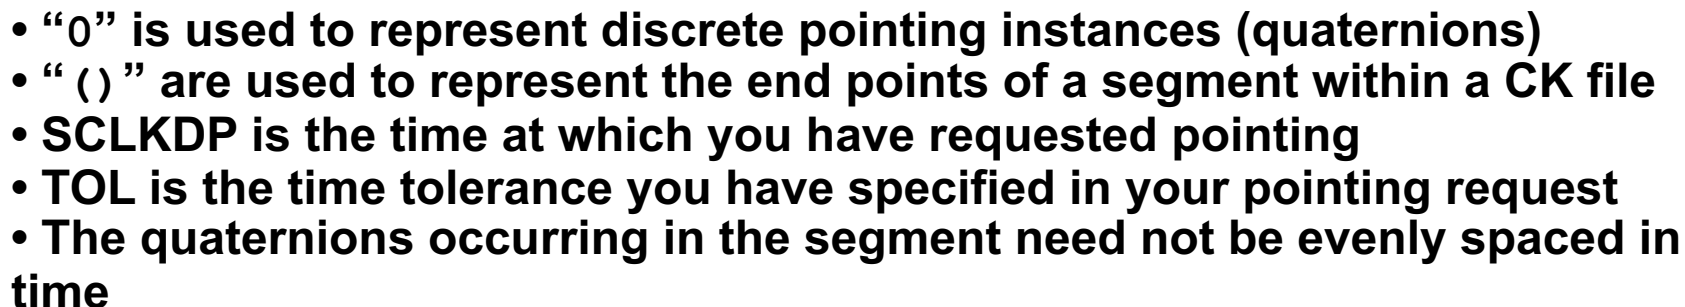 • “0” is used to represent discrete pointing instances (quaternions)
• “()” are used to represent the end points of a segment within a CK file
• SCLKDP is the time at which you have requested pointing
• TOL is the time tolerance you have specified in your pointing request
• The quaternions occurring in the segment need not be evenly spaced in
time